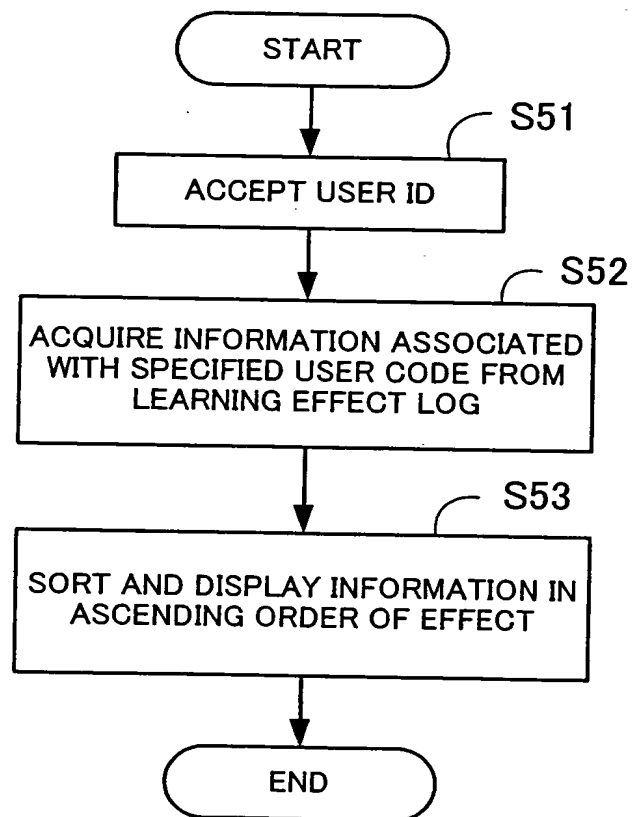 START
S51
ACCEPT USER ID
S52
ACQUIRE INFORMATION ASSOCIATED
WITH SPECIFIED USER CODE FROM
LEARNING EFFECT LOG
S53
SORT AND DISPLAY INFORMATION IN
ASCENDING ORDER OF EFFECT
END